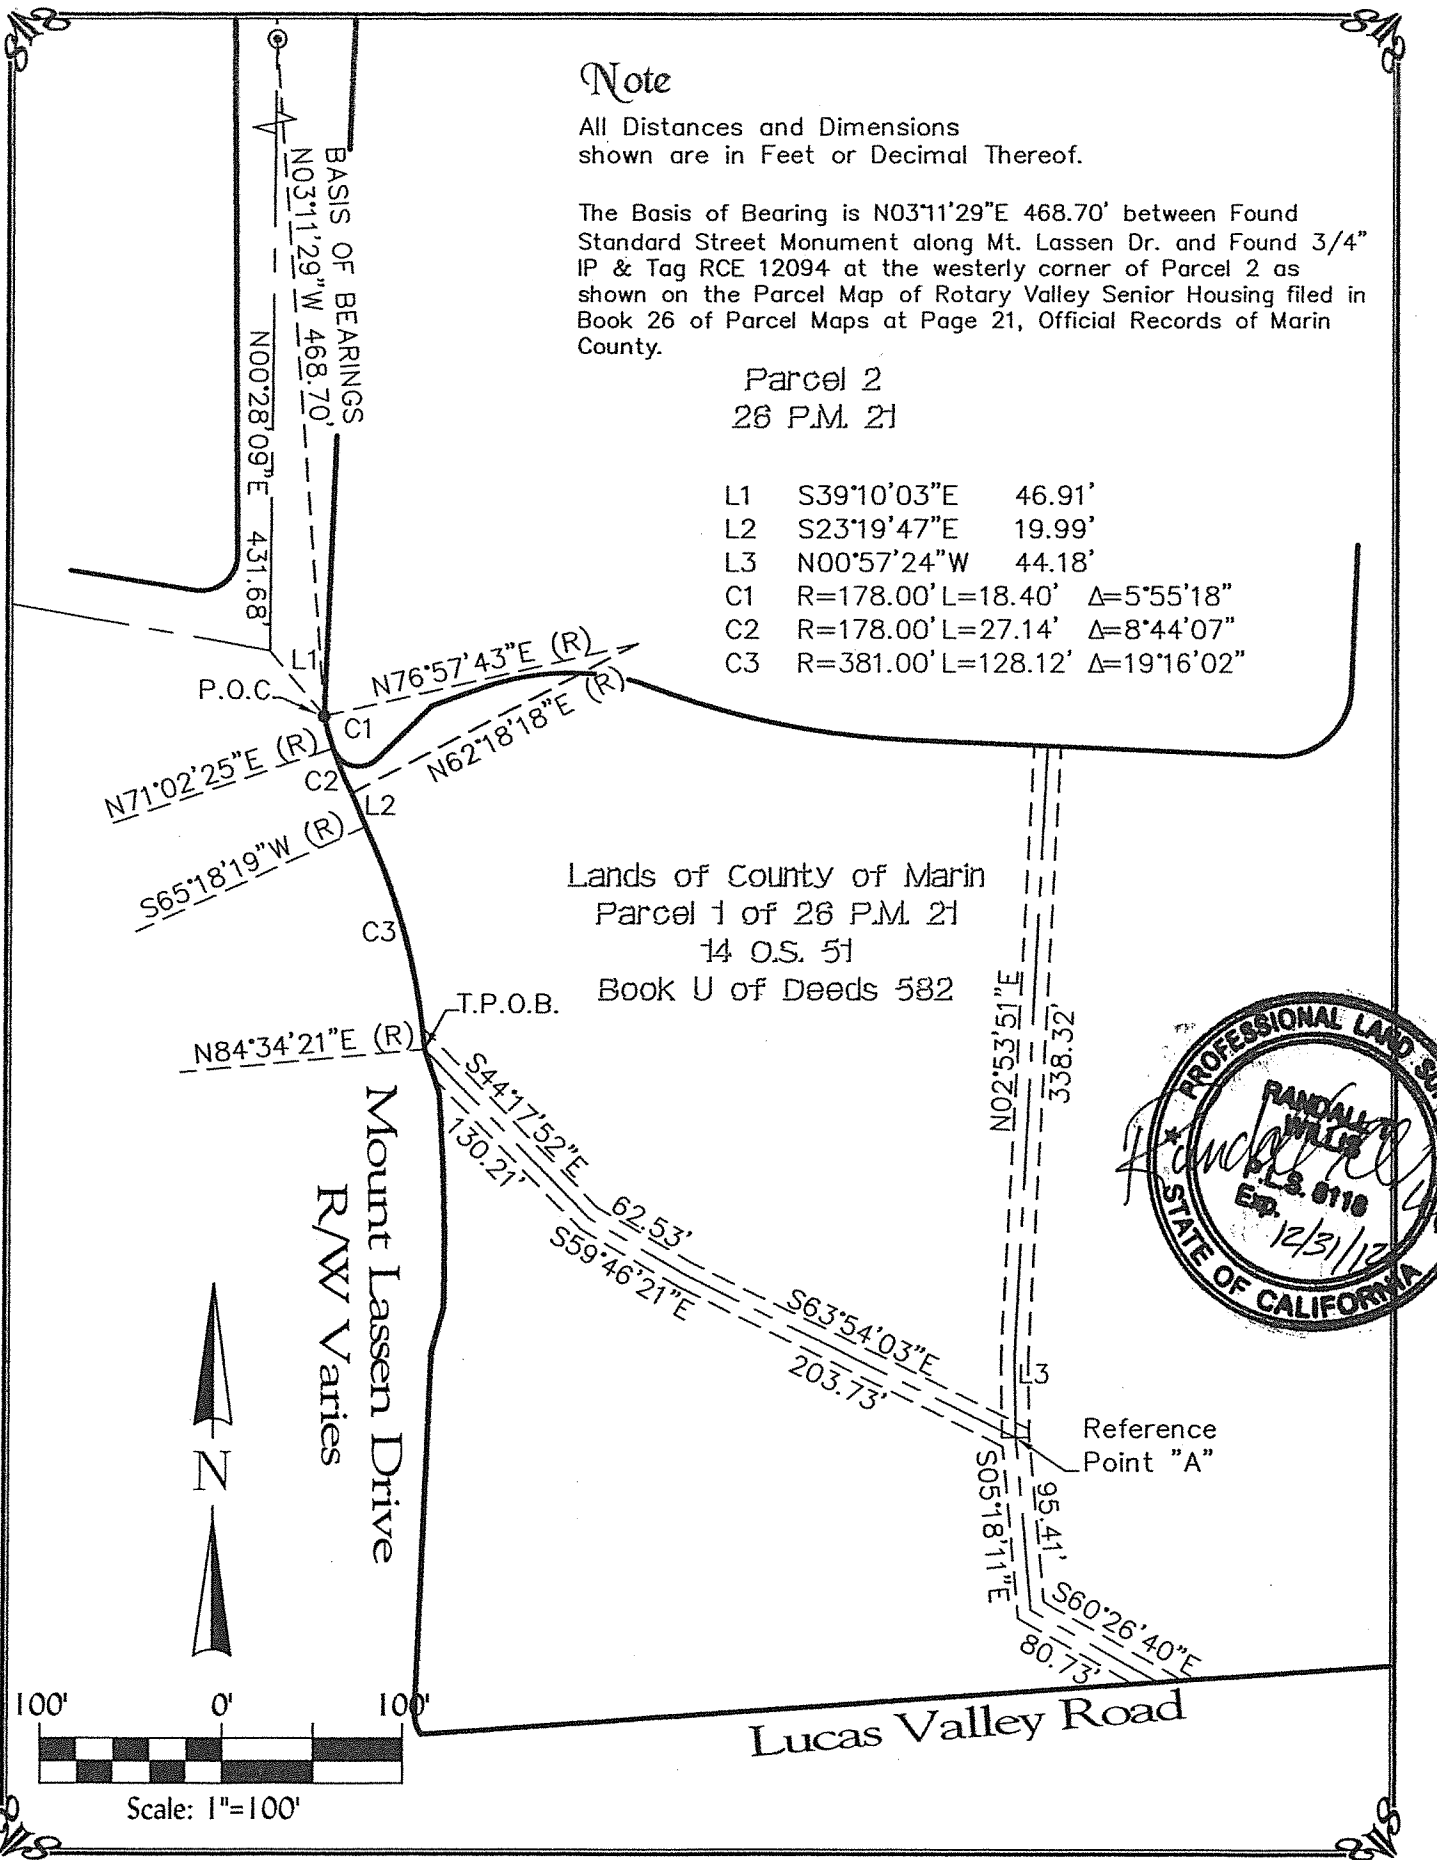 Note
All Distances and Dimensions
shown are in Feet or Decimal Thereof.
The Basis of Bearing is N03°11'29"E 468.70' between Found
Standard Street Monument along Mt. Lassen Dr. and Found 3/4"
IP & Tag RCE 12094 at the westerly corner of Parcel 2 as
shown on the Parcel Map of Rotary Valley Senior Housing filed in
Book 26 of Parcel Maps at Page 21, Official Records of Marin
County.
BASIS OF BEARINGS
N03°11'29"W 468.70'
N00°28'09"E 431.68'
Parcel 2
26 P.M. 21
L1 S39°10'03"E 46.91'
L2 S23°19'47"E 19.99'
L3 N00°57'24"W 44.18'
C1 R=178.00' L=18.40' Δ=5°55'18"
C2 R=178.00' L=27.14' Δ=8°44'07"
C3 R=381.00' L=128.12' Δ=19°16'02"
L1
P.O.C.
N76°57'43"E (R)
C1
N62°18'18"E (R)
N71°02'25"E (R)
C2
L2
S65°18'19"W (R)
C3
Lands of County of Marin
Parcel 1 of 26 P.M. 21
14 O.S. 51
Book U of Deeds 582
T.P.O.B.
N84°34'21"E (R)
S44°17'52"E
130.21'
62.53'
S59°46'21"E
S63°54'03"E
203.73'
N02°53'51"E
338.32'
L3
Reference
Point "A"
S05°18'11"E
95.41'
S60°26'40"E
80.73'
Mount Lassen Drive
R/W Varies
PROFESSIONAL LAND
STATE OF CALIFORNIA
RANDALL
WILLIS
P.L.S. 8118
Exp. 12/31/12
N
100' 0' 100'
Scale: 1"=100'
Lucas Valley Road